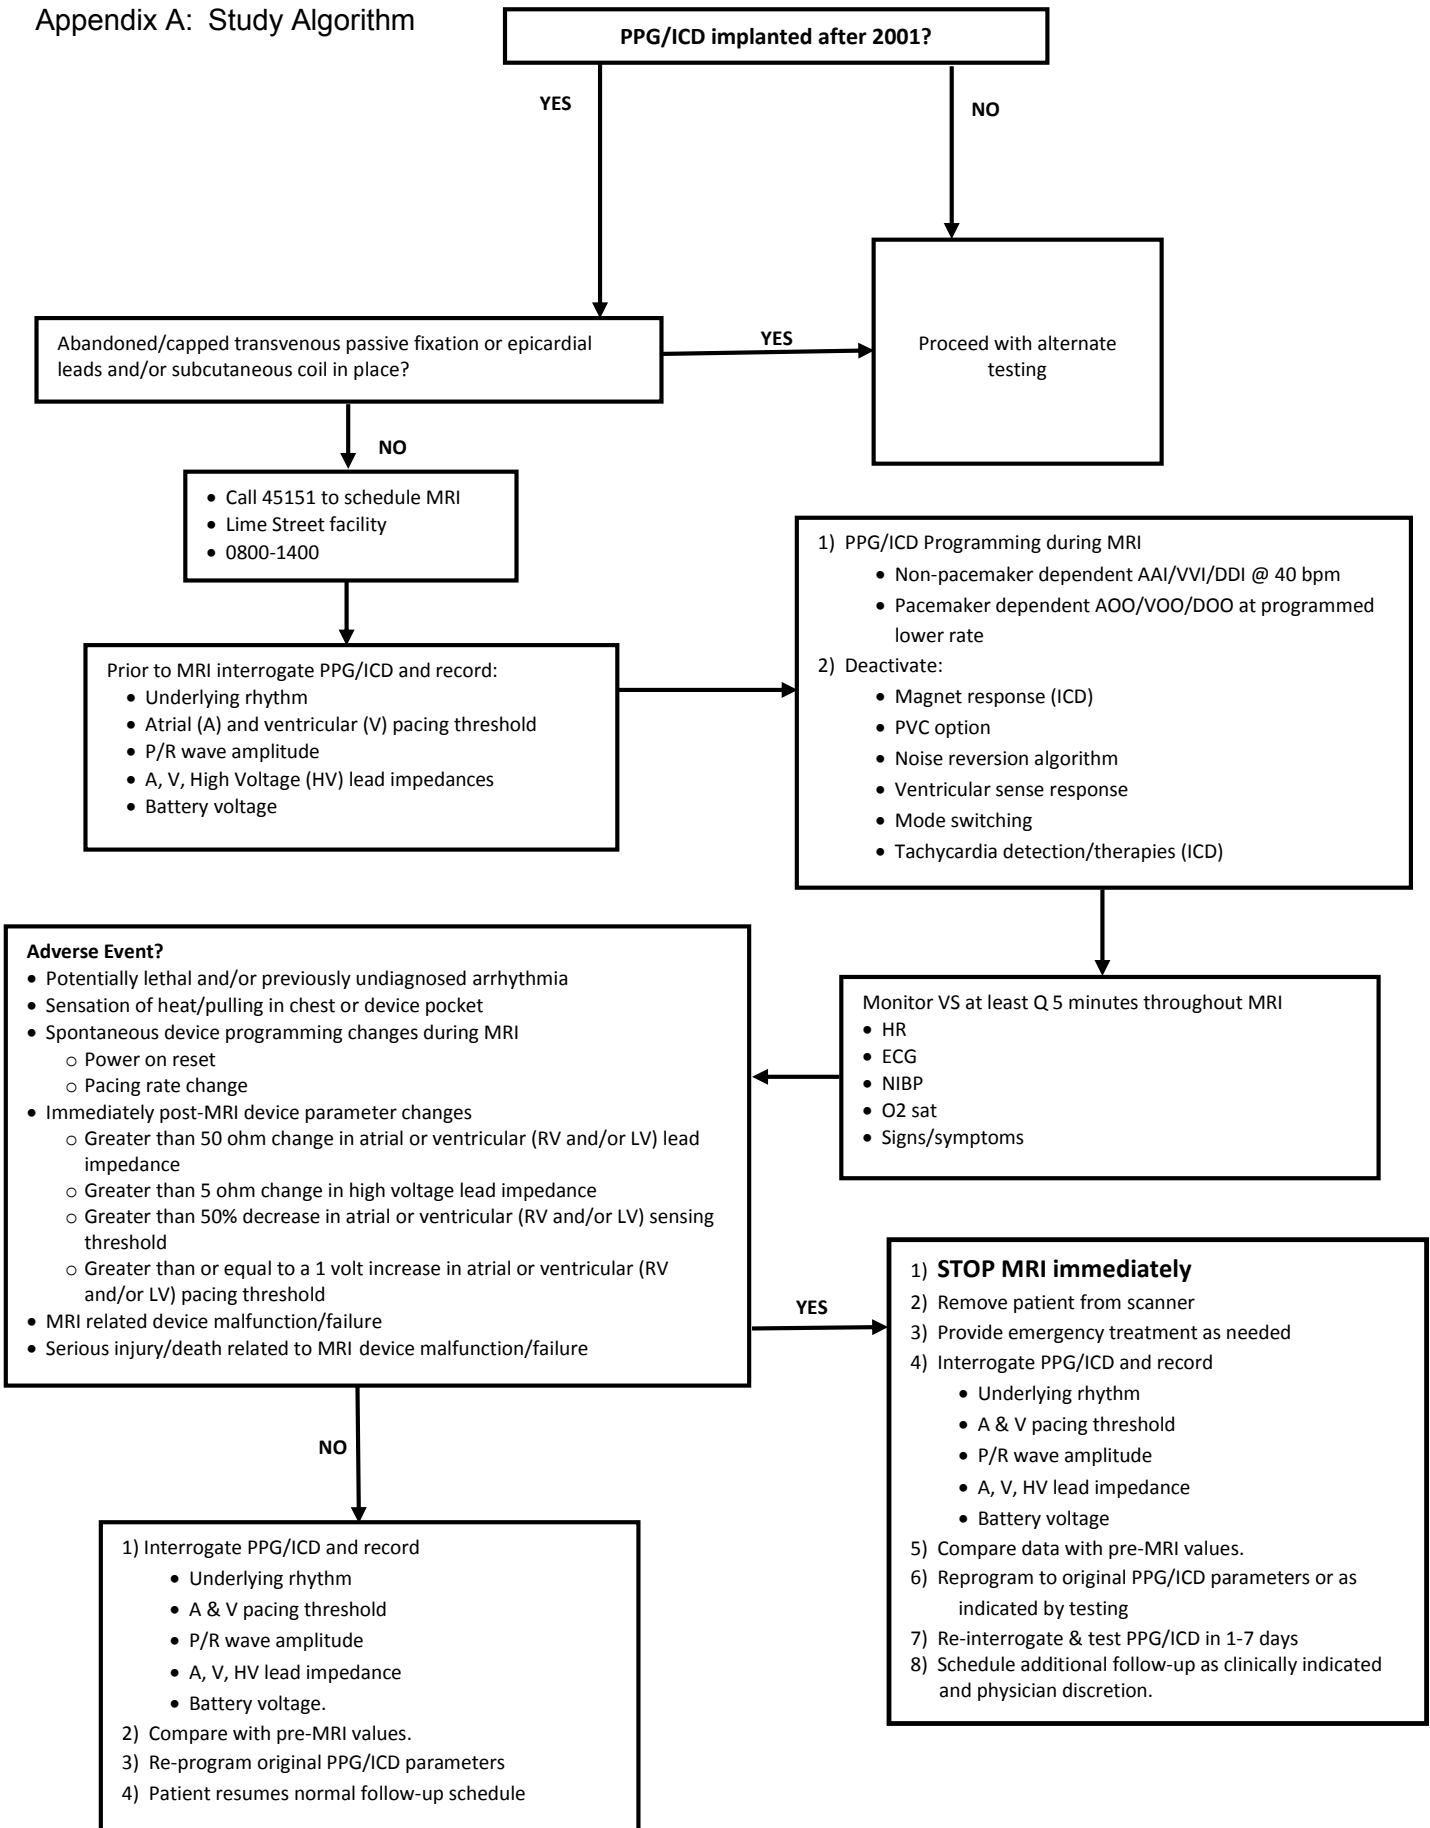 Appendix A: Study Algorithm
PPG/ICD implanted after 2001?
YES
NO
Abandoned/capped transvenous passive fixation or epicardial
leads and/or subcutaneous coil in place?
YES
Proceed with alternate
testing
NO
• Call 45151 to schedule MRI
• Lime Street facility
• 0800-1400
Prior to MRI interrogate PPG/ICD and record:
• Underlying rhythm
• Atrial (A) and ventricular (V) pacing threshold
• P/R wave amplitude
• A, V, High Voltage (HV) lead impedances
• Battery voltage
1) PPG/ICD Programming during MRI
• Non-pacemaker dependent AAI/VVI/DDI @ 40 bpm
• Pacemaker dependent AOO/VOO/DOO at programmed
lower rate
2) Deactivate:
• Magnet response (ICD)
• PVC option
• Noise reversion algorithm
• Ventricular sense response
• Mode switching
• Tachycardia detection/therapies (ICD)
Monitor VS at least Q 5 minutes throughout MRI
• HR
• ECG
• NIBP
• O2 sat
• Signs/symptoms
Adverse Event?
• Potentially lethal and/or previously undiagnosed arrhythmia
• Sensation of heat/pulling in chest or device pocket
• Spontaneous device programming changes during MRI
o Power on reset
o Pacing rate change
• Immediately post-MRI device parameter changes
o Greater than 50 ohm change in atrial or ventricular (RV and/or LV) lead
impedance
o Greater than 5 ohm change in high voltage lead impedance
o Greater than 50% decrease in atrial or ventricular (RV and/or LV) sensing
threshold
o Greater than or equal to a 1 volt increase in atrial or ventricular (RV
and/or LV) pacing threshold
• MRI related device malfunction/failure
• Serious injury/death related to MRI device malfunction/failure
YES
1) STOP MRI immediately
2) Remove patient from scanner
3) Provide emergency treatment as needed
4) Interrogate PPG/ICD and record
• Underlying rhythm
• A & V pacing threshold
• P/R wave amplitude
• A, V, HV lead impedance
• Battery voltage
5) Compare data with pre-MRI values.
6) Reprogram to original PPG/ICD parameters or as
indicated by testing
7) Re-interrogate & test PPG/ICD in 1-7 days
8) Schedule additional follow-up as clinically indicated
and physician discretion.
NO
1) Interrogate PPG/ICD and record
• Underlying rhythm
• A & V pacing threshold
• P/R wave amplitude
• A, V, HV lead impedance
• Battery voltage.
2) Compare with pre-MRI values.
3) Re-program original PPG/ICD parameters
4) Patient resumes normal follow-up schedule